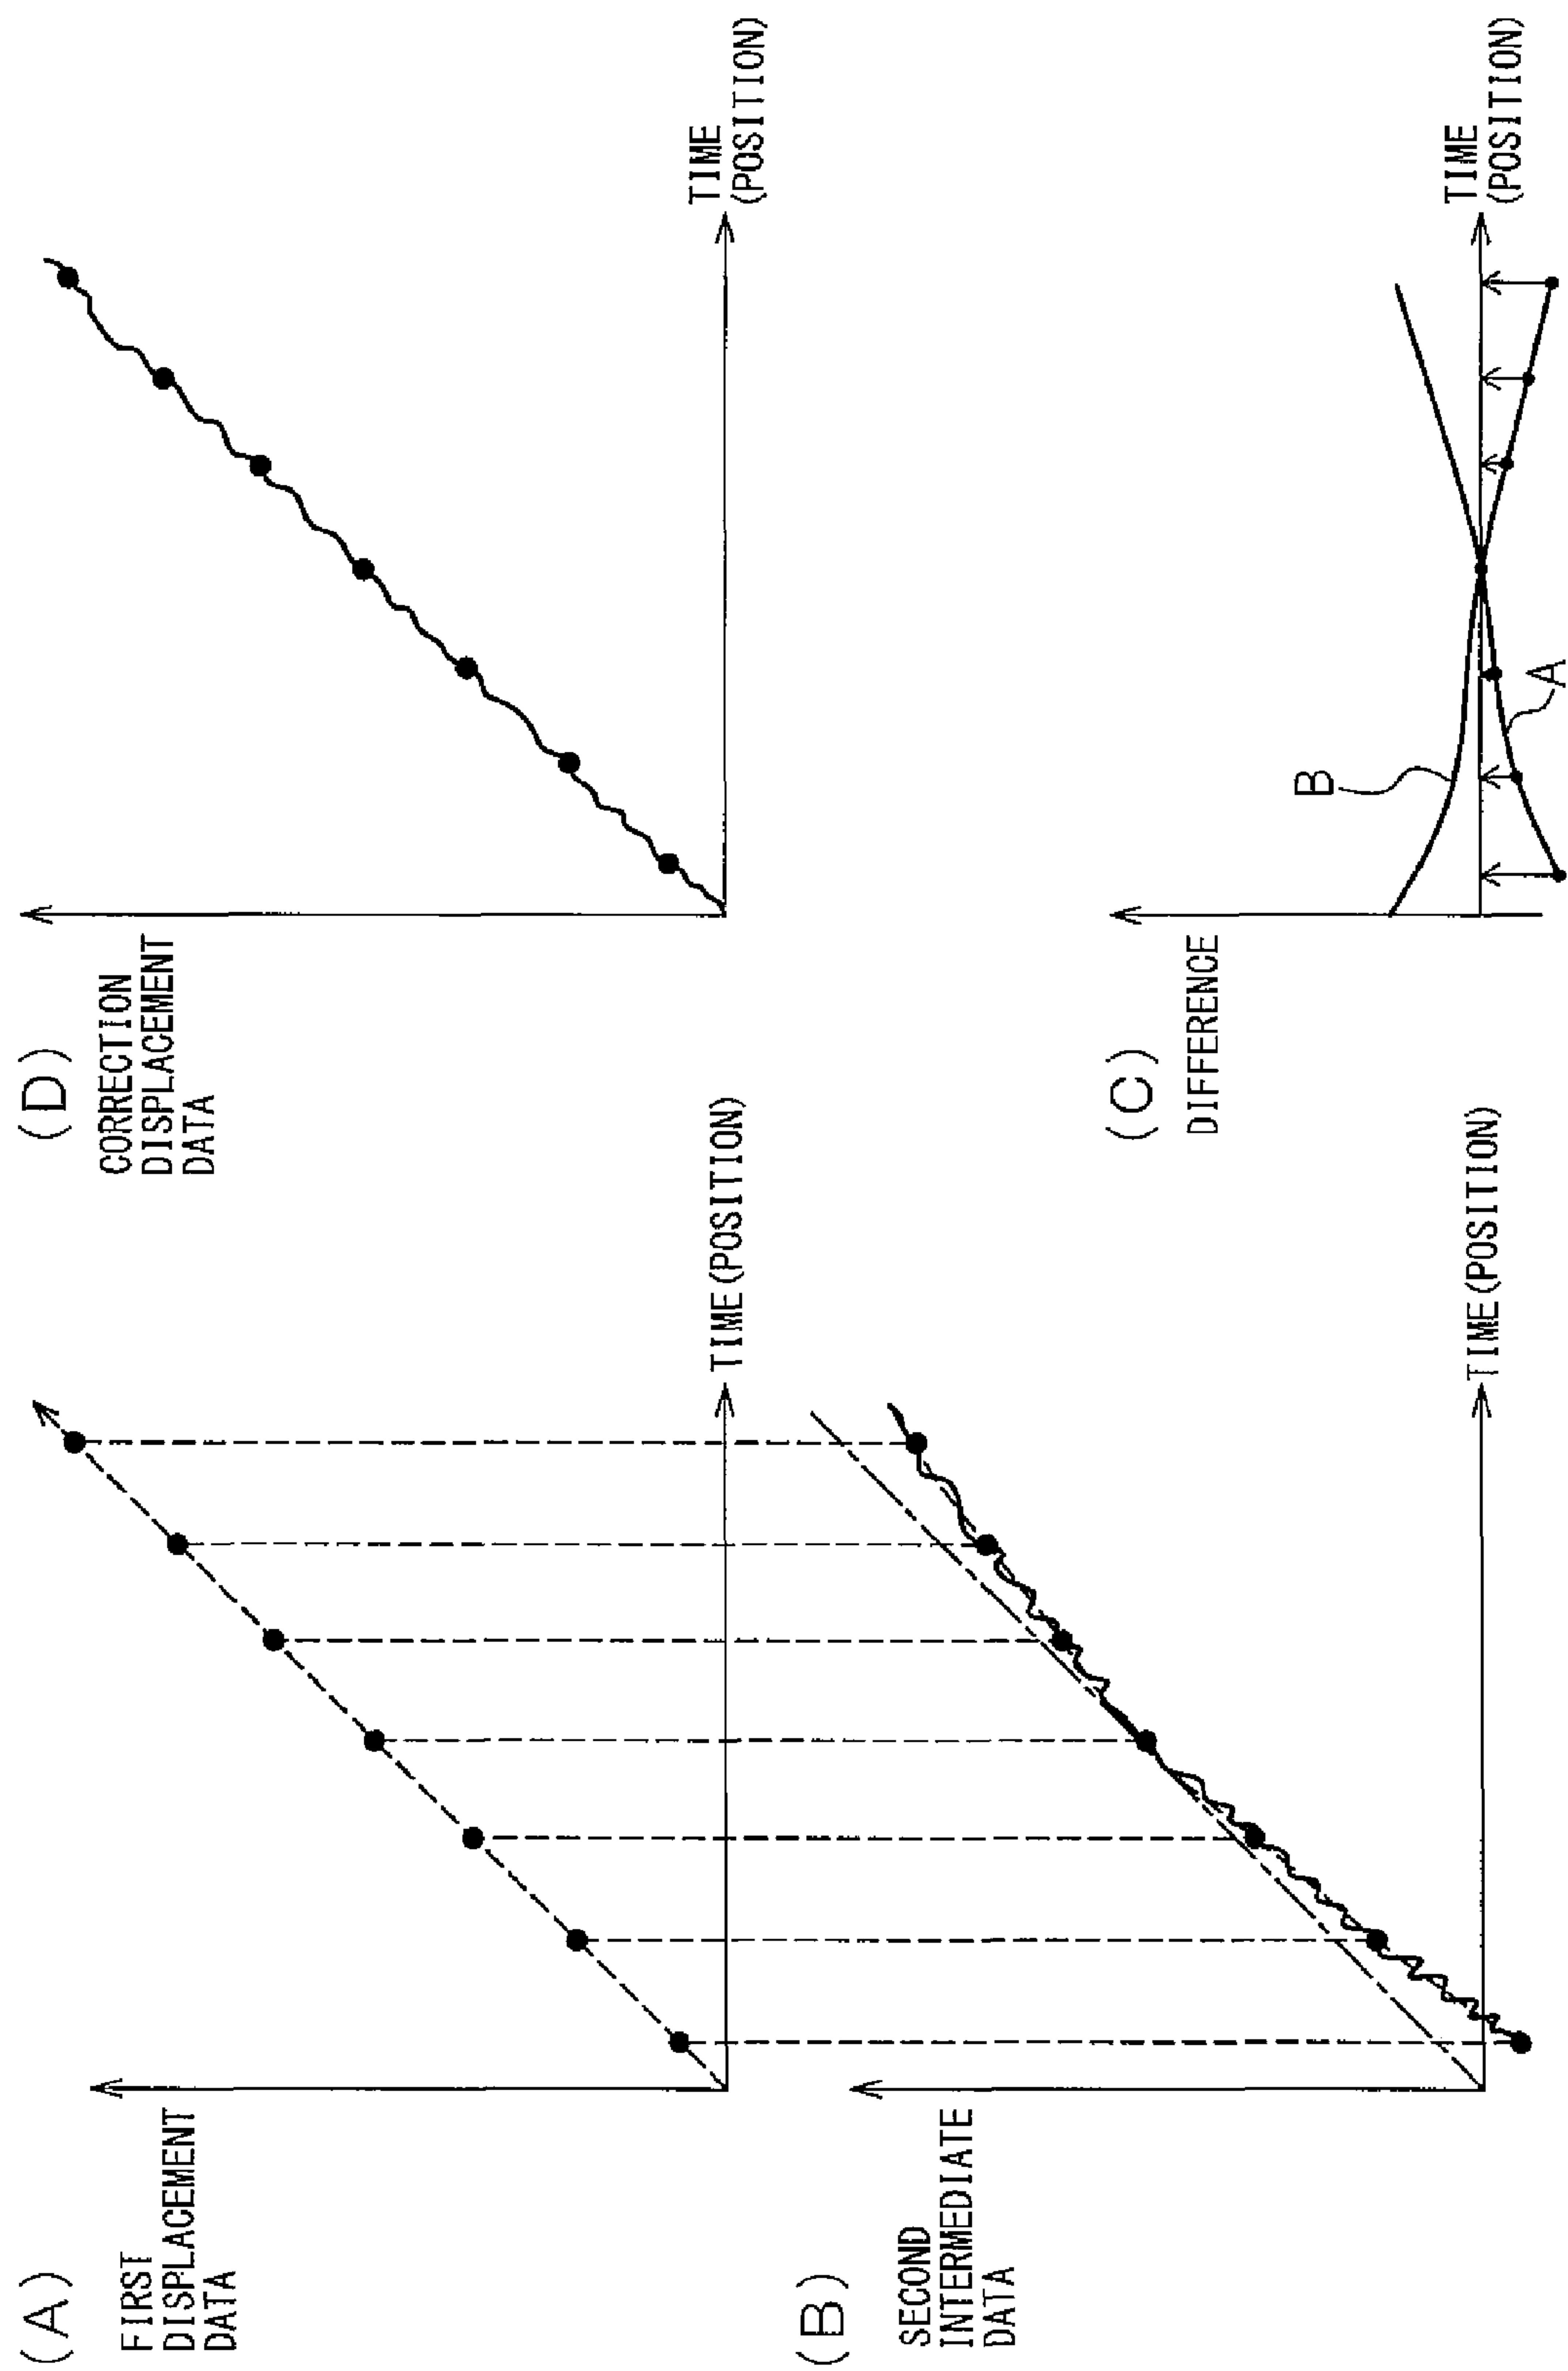 (A)
FIRST
DISPLACEMENT
DATA
TIME(POSITION)
(B)
SECOND
INTERMEDIATE
DATA
TIME(POSITION)
(D)
CORRECTION
DISPLACEMENT
DATA
TIME
(POSITION)
(C)
DIFFERENCE
B
A
TIME
(POSITION)